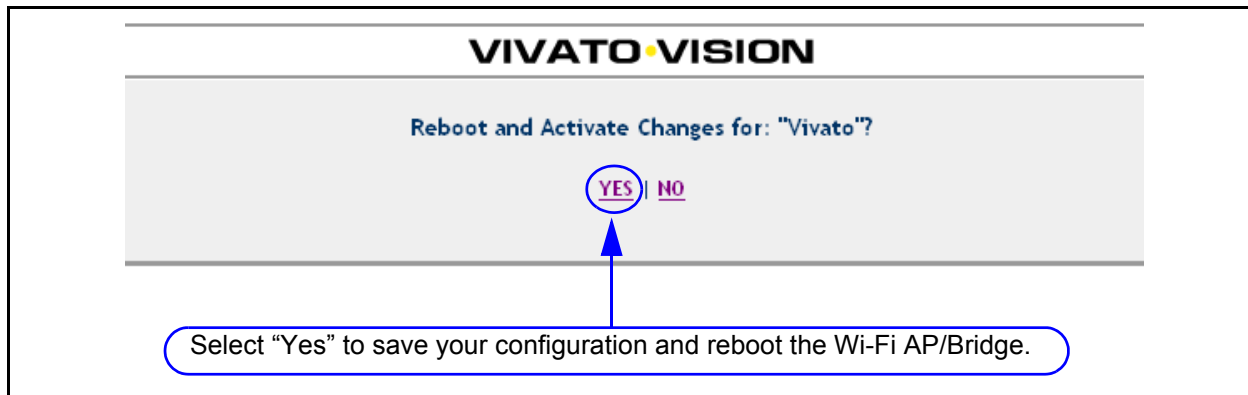 VIVATO•VISION
Reboot and Activate Changes for: "Vivato"?
YES | NO
Select “Yes” to save your configuration and reboot the Wi-Fi AP/Bridge.